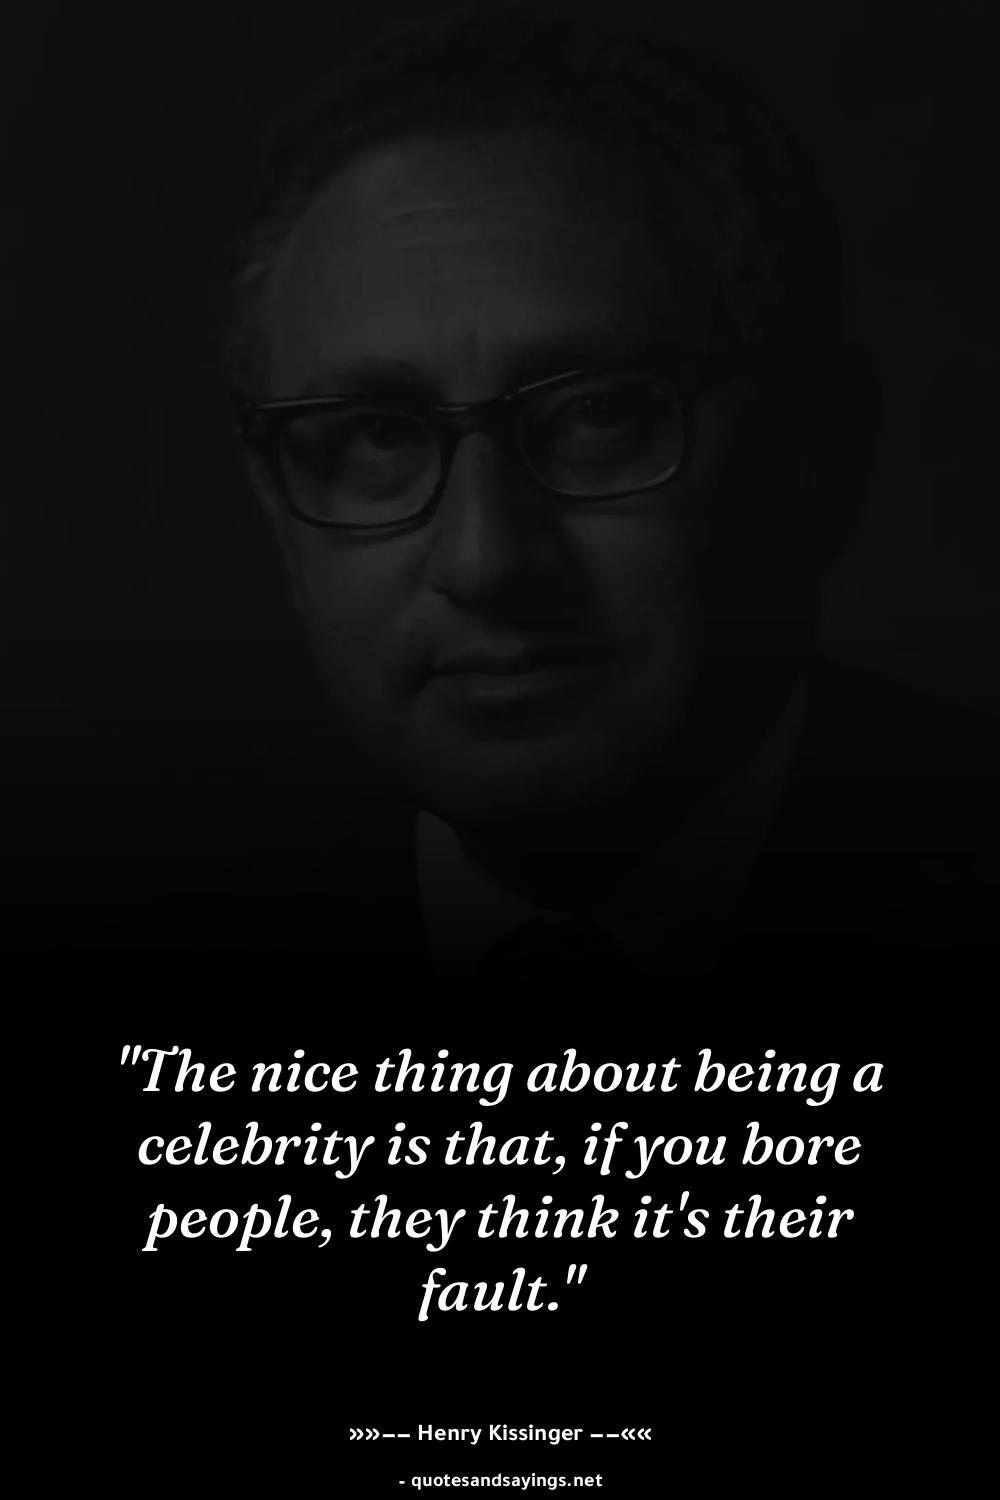 "The nice thing about being a
celebrity is that, if you bore
people, they think it's their
fault."
»»–– Henry Kissinger ––««
- quotesandsayings.net